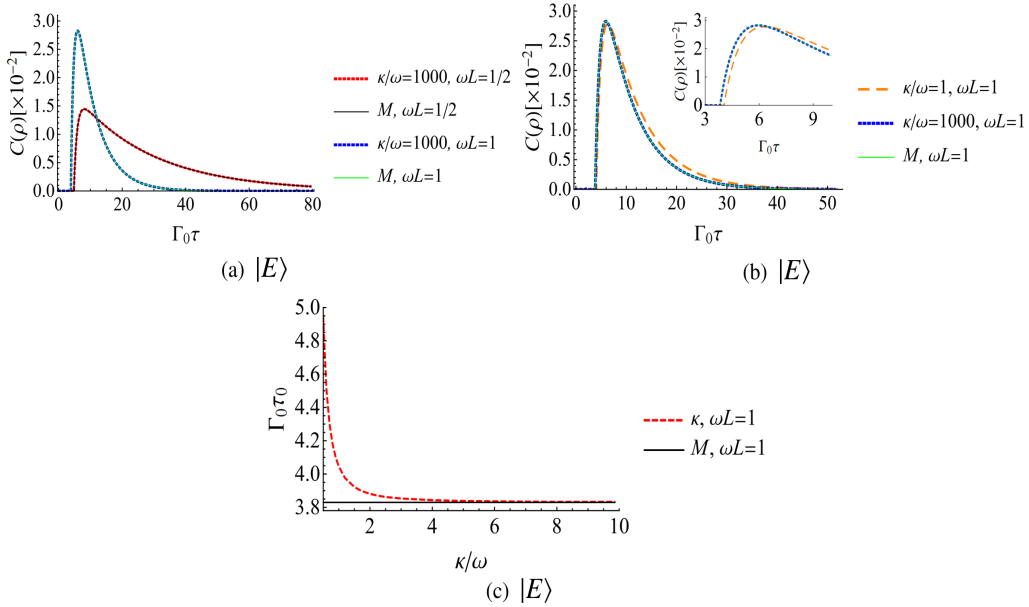 C(ρ)[×10⁻²]
3.0
2.5
2.0
1.5
1.0
0.5
0.0
0 20 40 60 80
Γ₀τ
κ/ω=1000, ωL=1/2
M, ωL=1/2
κ/ω=1000, ωL=1
M, ωL=1
(a) |E⟩
C(ρ)[×10⁻²]
3.0
2.5
2.0
1.5
1.0
0.5
0.0
0 10 20 30 40 50
Γ₀τ
C(ρ)[×10⁻²]
3
2
1
0
3 6 9
Γ₀τ
κ/ω=1, ωL=1
κ/ω=1000, ωL=1
M, ωL=1
(b) |E⟩
Γ₀τ₀
5.0
4.8
4.6
4.4
4.2
4.0
3.8
2 4 6 8 10
κ/ω
κ, ωL=1
M, ωL=1
(c) |E⟩